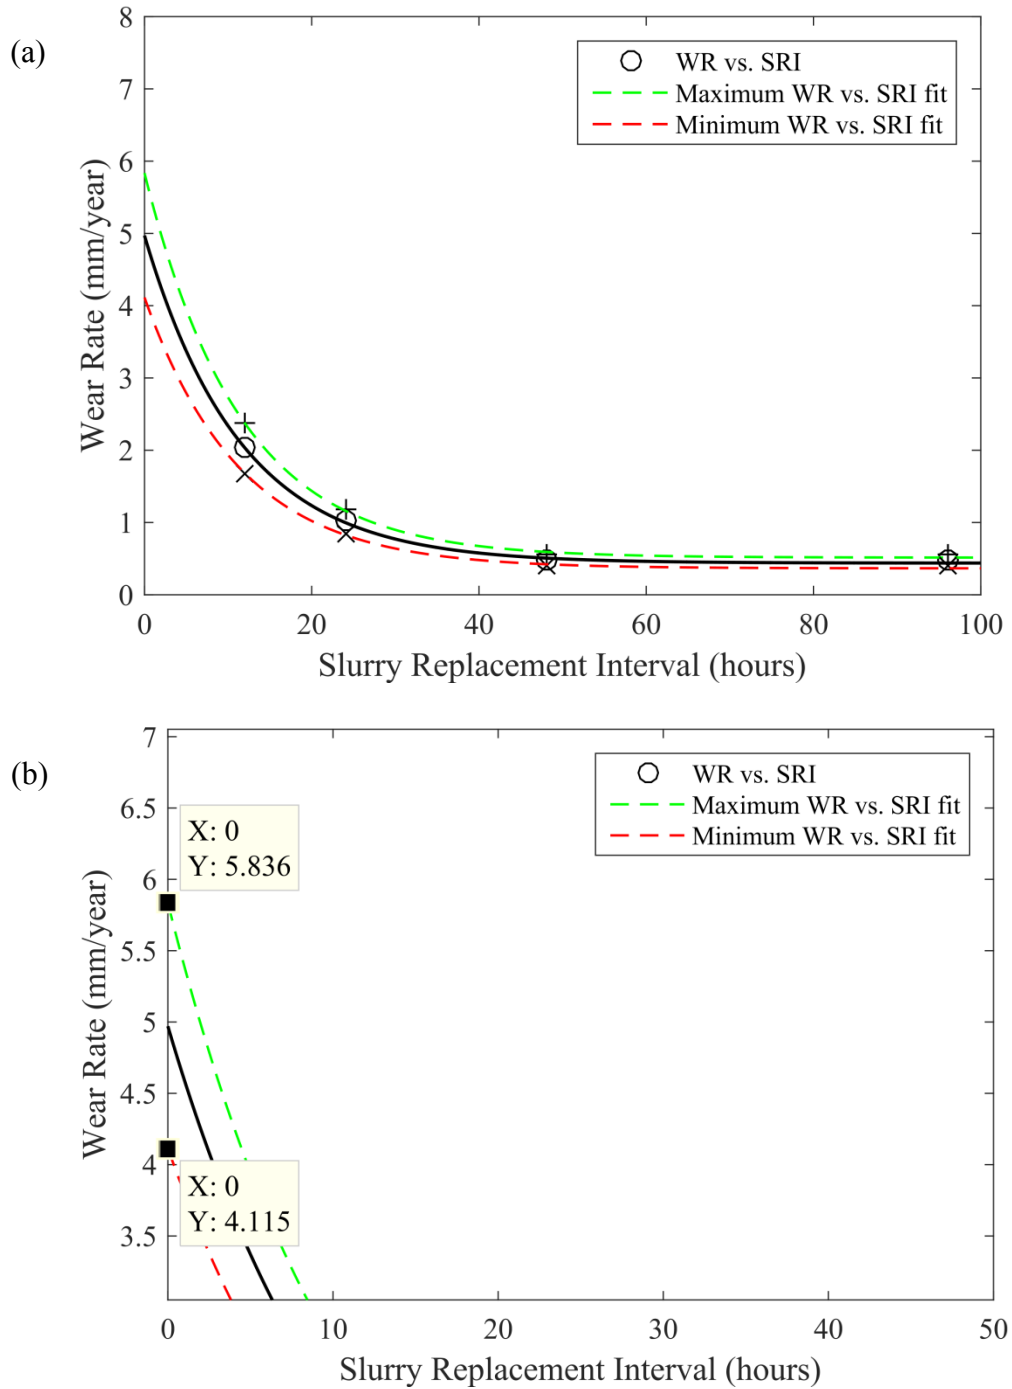 (a)
8
7
6
5
4
3
2
1
0
Wear Rate (mm/year)
WR vs. SRI
Maximum WR vs. SRI fit
Minimum WR vs. SRI fit
0 20 40 60 80 100
Slurry Replacement Interval (hours)
(b)
7
6.5
6
5.5
5
4.5
4
3.5
Wear Rate (mm/year)
WR vs. SRI
Maximum WR vs. SRI fit
Minimum WR vs. SRI fit
X: 0
Y: 5.836
X: 0
Y: 4.115
0 10 20 30 40 50
Slurry Replacement Interval (hours)